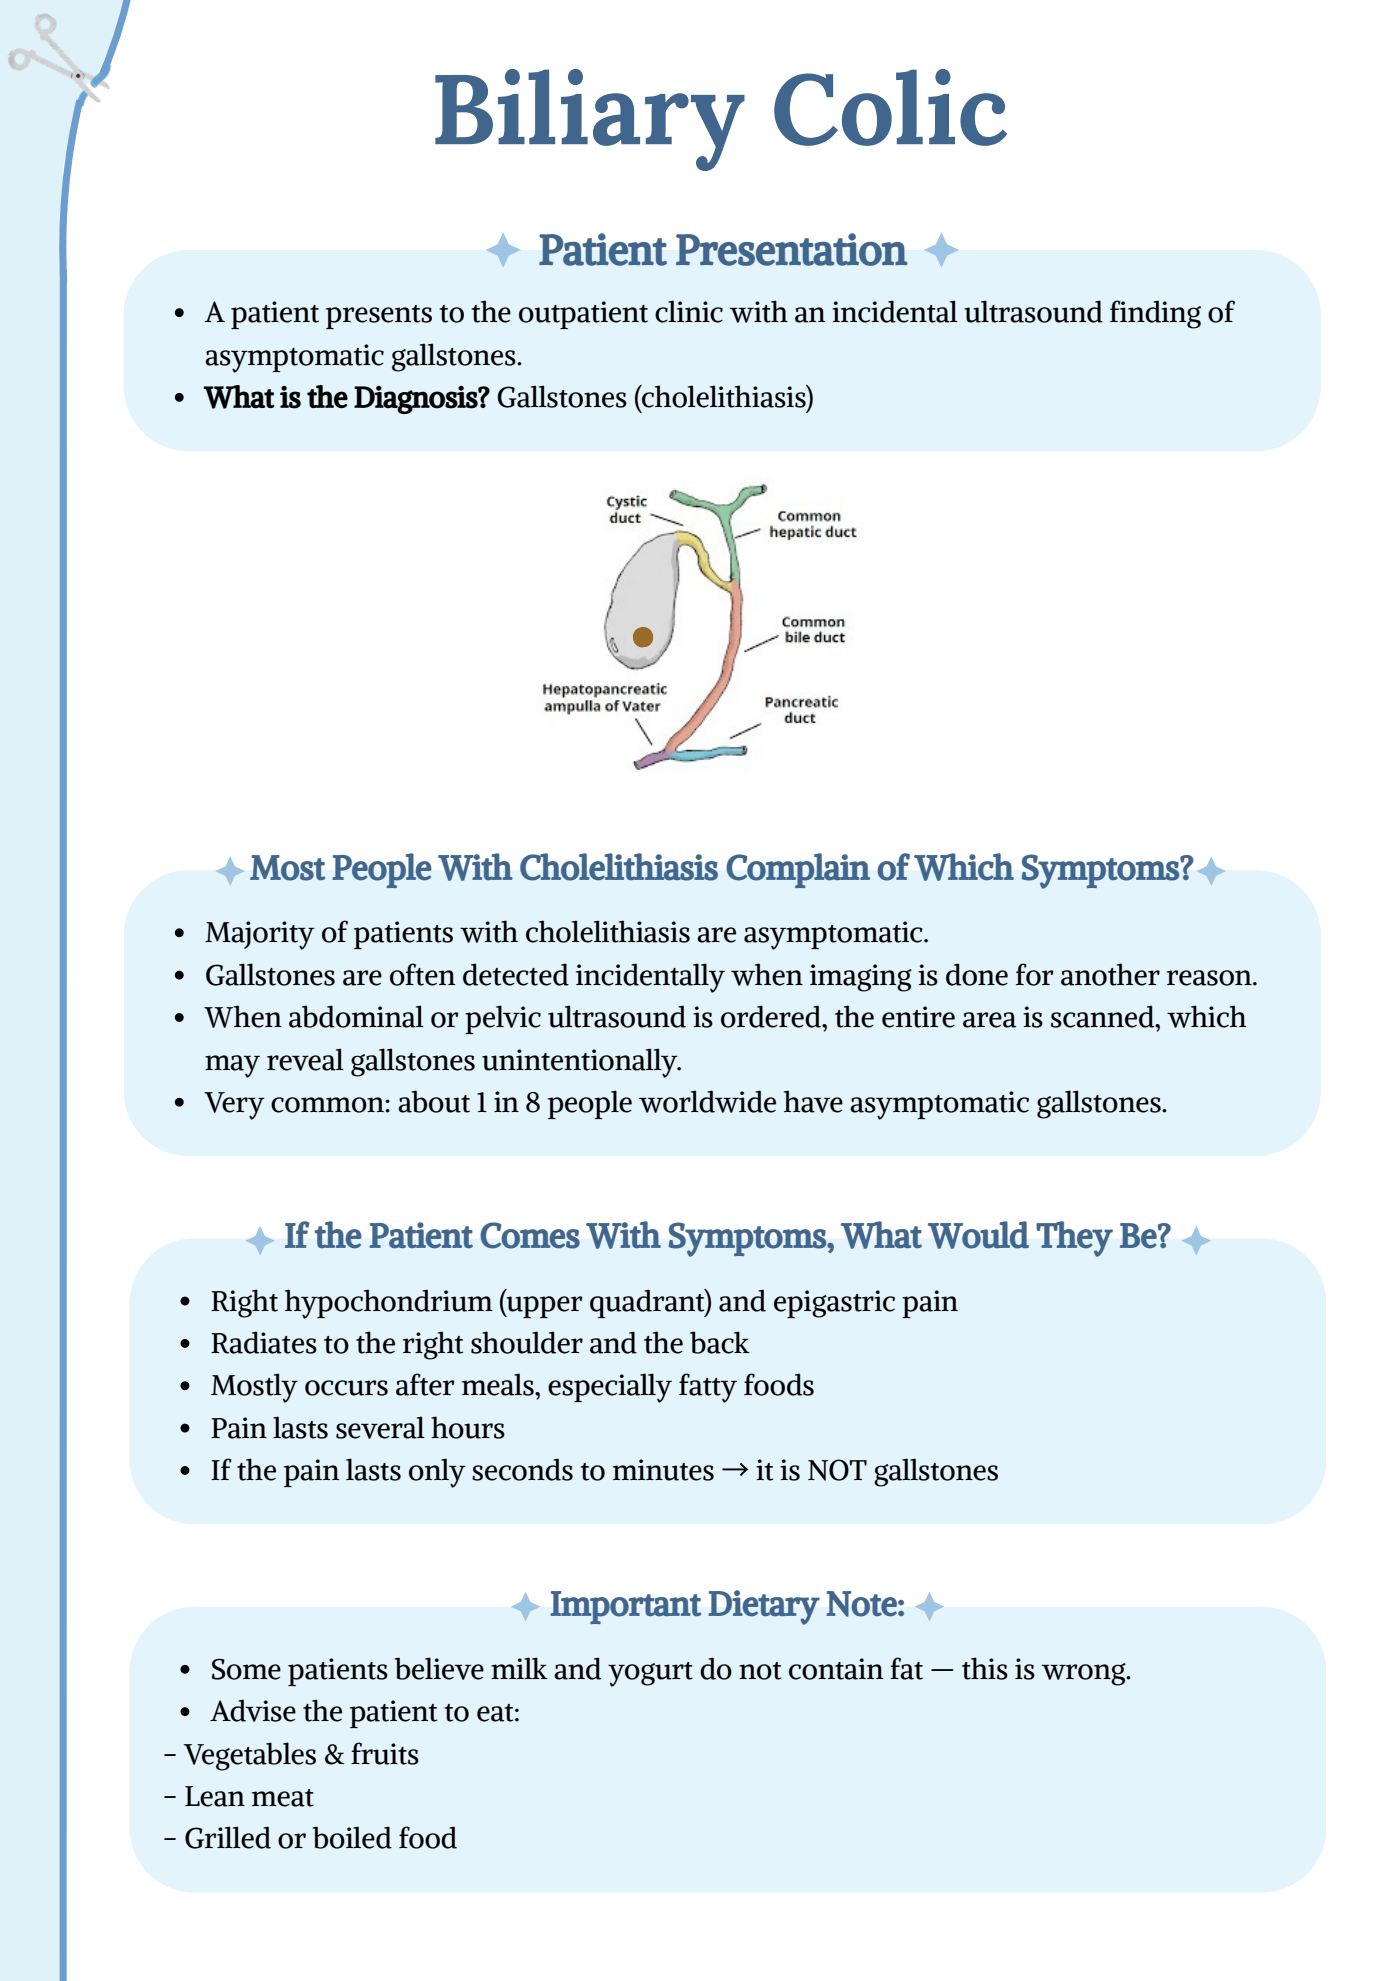 Biliary Colic
Patient Presentation
• A patient presents to the outpatient clinic with an incidental ultrasound finding of
asymptomatic gallstones.
• What is the Diagnosis? Gallstones (cholelithiasis)
Cystic
duct
Common
hepatic duct
Common
bile duct
Hepatopancreatic
ampulla of Vater
Pancreatic
duct
Most People With Cholelithiasis Complain of Which Symptoms?
• Majority of patients with cholelithiasis are asymptomatic.
• Gallstones are often detected incidentally when imaging is done for another reason.
• When abdominal or pelvic ultrasound is ordered, the entire area is scanned, which
may reveal gallstones unintentionally.
• Very common: about 1 in 8 people worldwide have asymptomatic gallstones.
If the Patient Comes With Symptoms, What Would They Be?
• Right hypochondrium (upper quadrant) and epigastric pain
• Radiates to the right shoulder and the back
• Mostly occurs after meals, especially fatty foods
• Pain lasts several hours
• If the pain lasts only seconds to minutes → it is NOT gallstones
Important Dietary Note:
• Some patients believe milk and yogurt do not contain fat — this is wrong.
• Advise the patient to eat:
– Vegetables & fruits
– Lean meat
– Grilled or boiled food